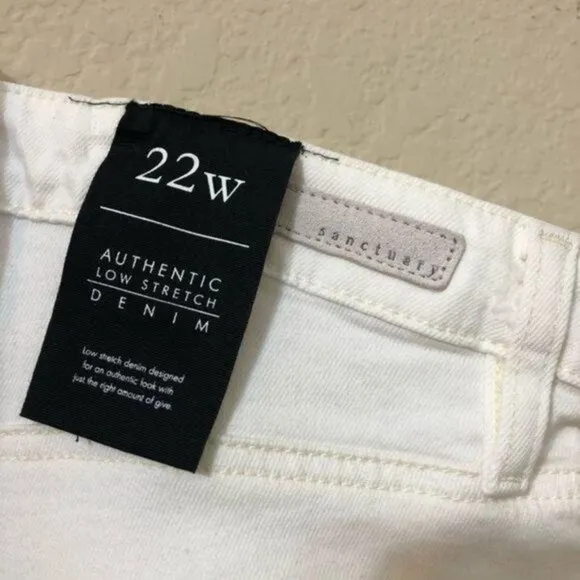 22w
AUTHENTIC
LOW STRETCH
DENIM
Low stretch denim designed
for an authentic look with
just the right amount of give.
sanctuary